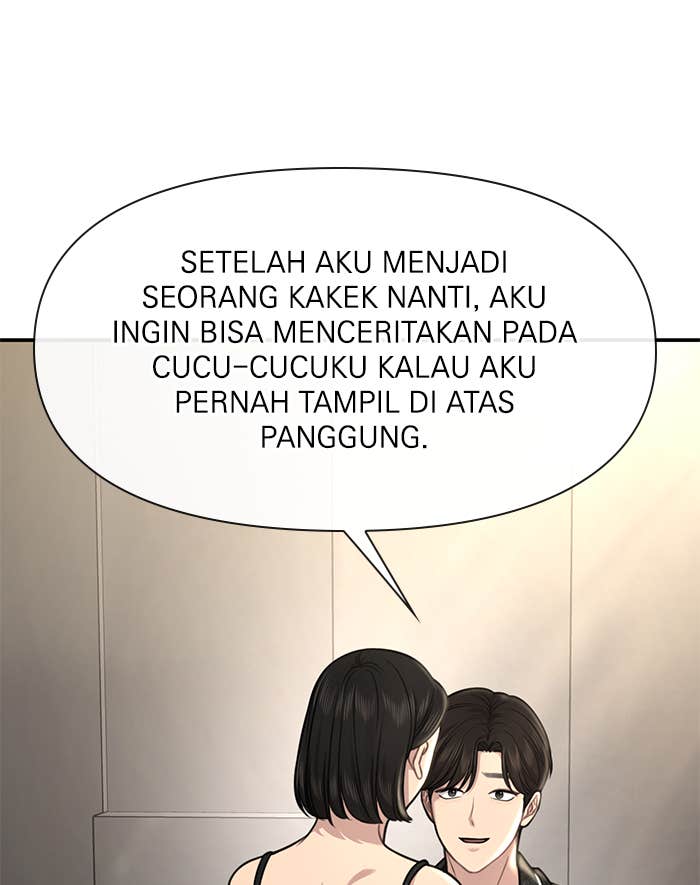 SETELAH AKU MENJADI
SEORANG KAKEK NANTI, AKU
INGIN BISA MENCERITAKAN PADA
CUCU-CUCUKU KALAU AKU
PERNAH TAMPIL DI ATAS
PANGGUNG.